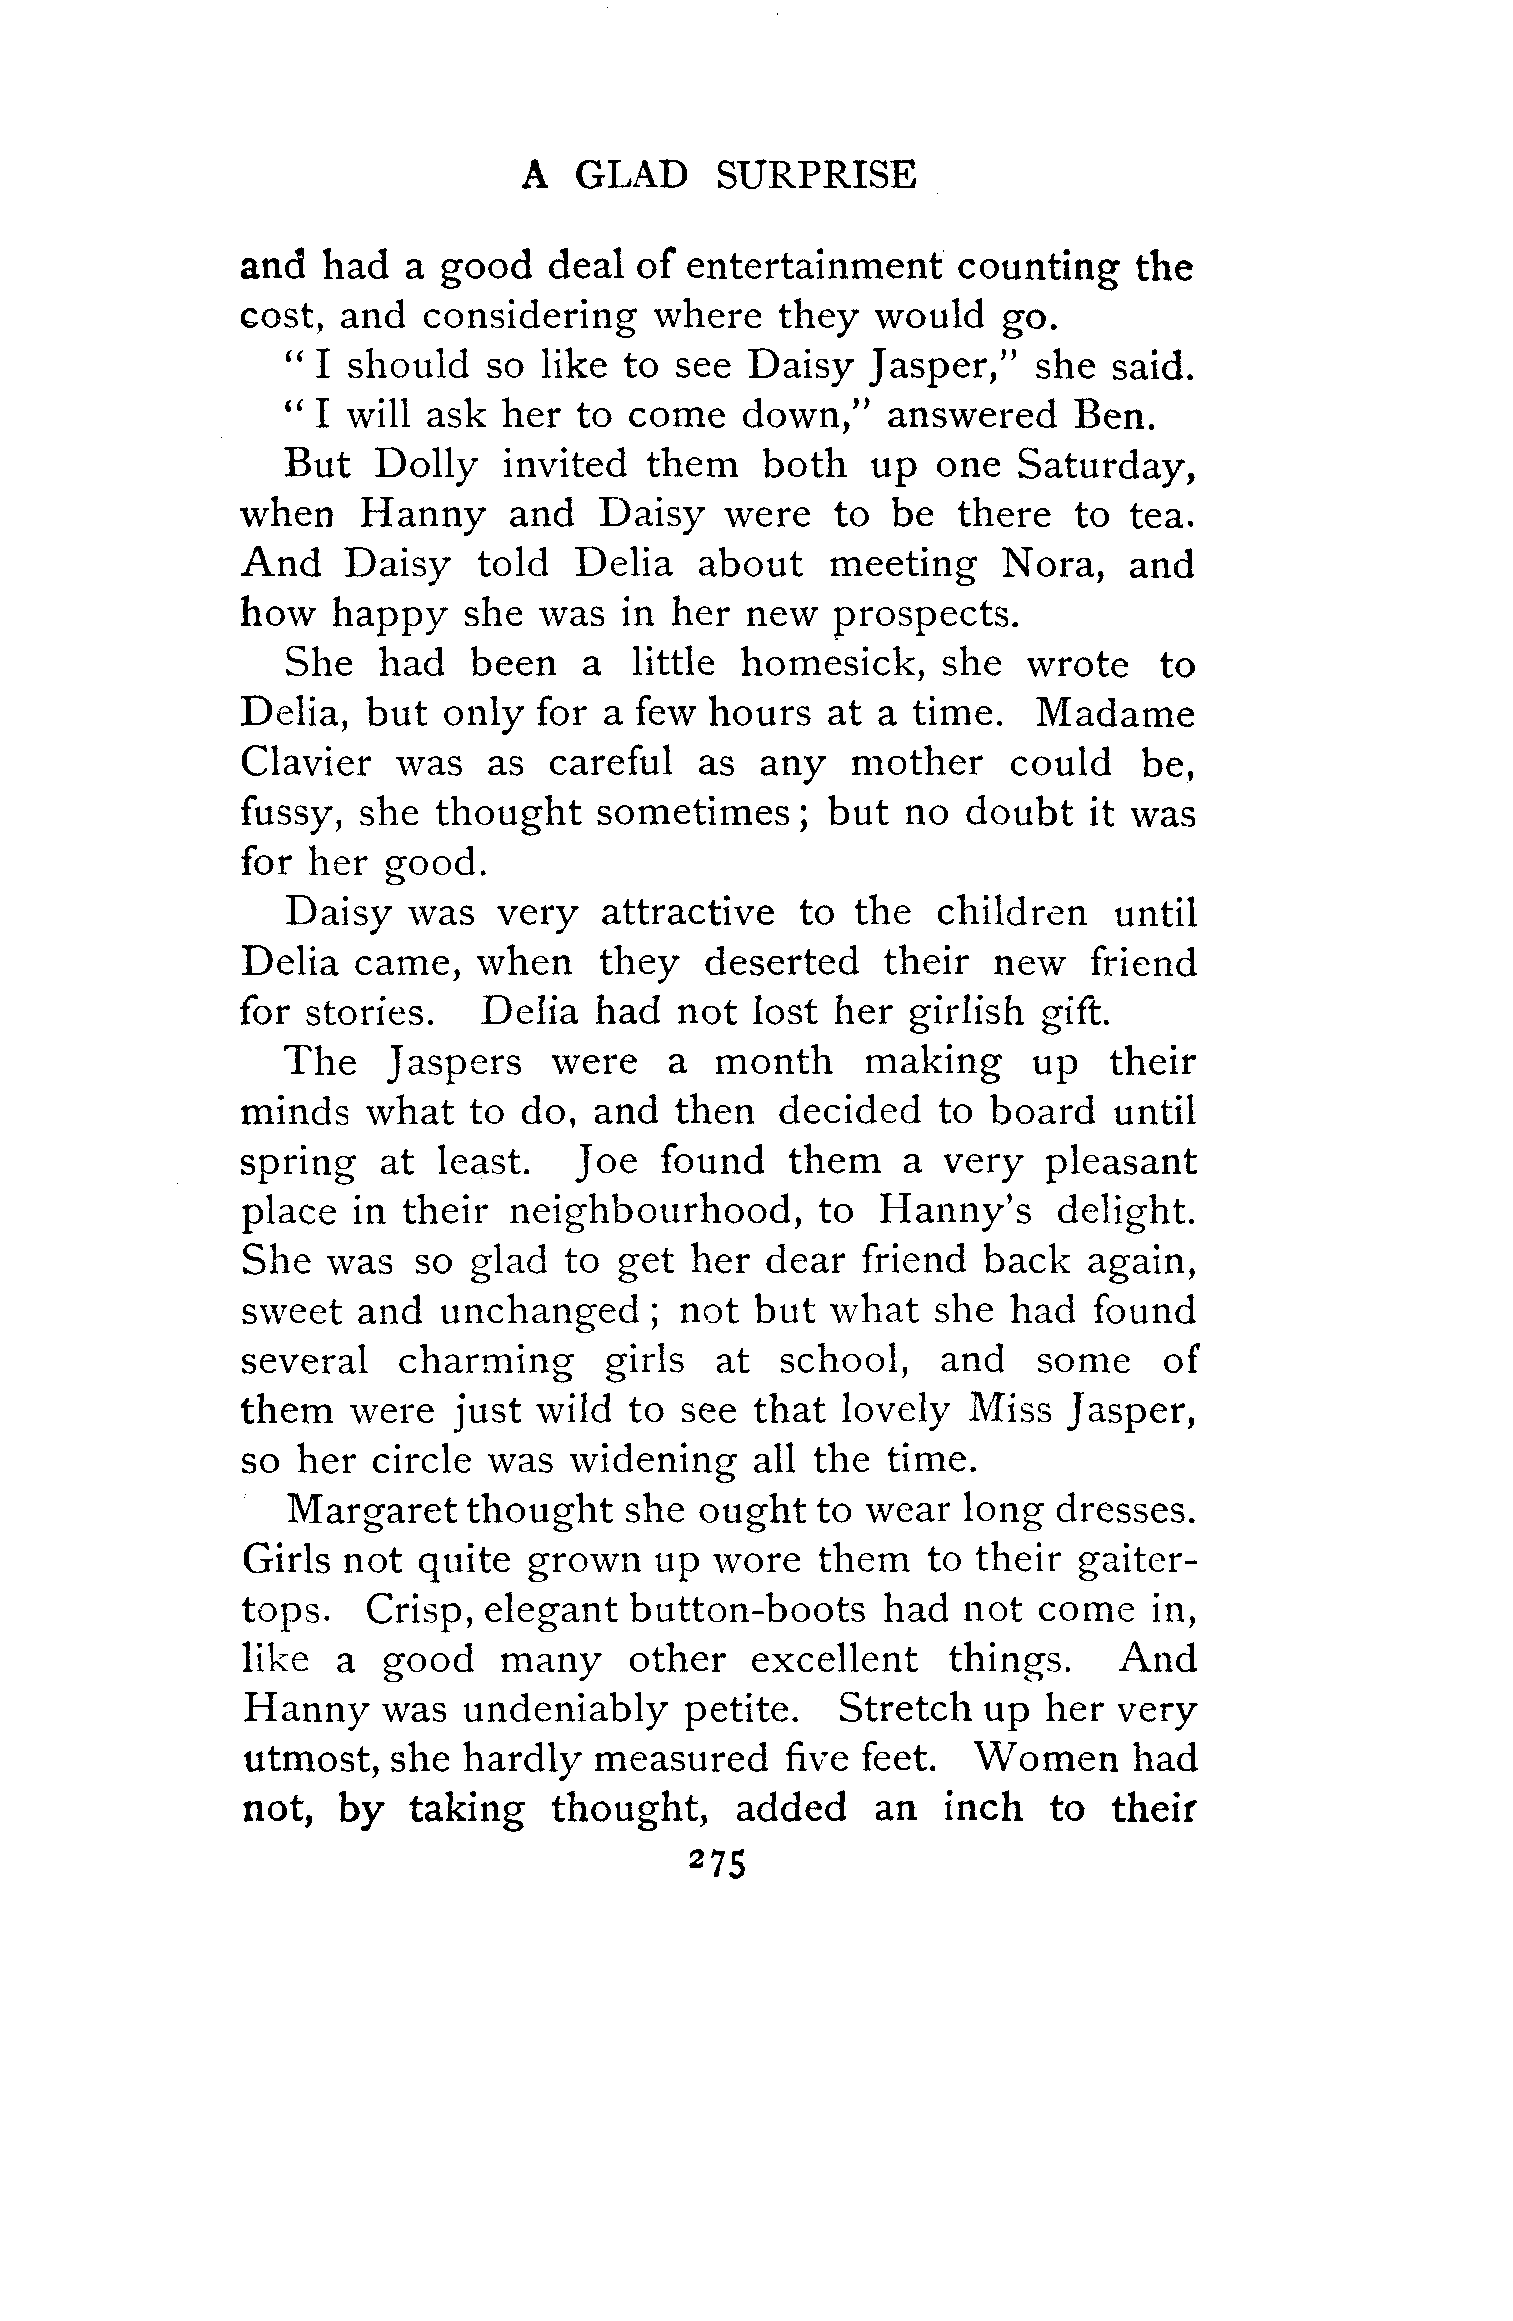 A GLAD SURPRISE
and had a good deal of entertainment counting the
cost, and considering where they would go.
“ I should so like to see Daisy Jasper,” she said.
“ I will ask her to come down,” answered Ben.
But Dolly invited them both up one Saturday,
when Hanny and Daisy were to be there to tea.
And Daisy told Delia about meeting Nora, and
how happy she was in her new prospects.
She had been a little homesick, she wrote to
Delia, but only for a few hours at a time. Madame
Clavier was as careful as any mother could be,
fussy, she thought sometimes ; but no doubt it was
for her good.
Daisy was very attractive to the children until
Delia came, when they deserted their new friend
for stories. Delia had not lost her girlish gift.
The Jaspers were a month making up their
minds what to do, and then decided to board until
spring at least. Joe found them a very pleasant
place in their neighbourhood, to Hanny’s delight.
She was so glad to get her dear friend back again,
sweet and unchanged ; not but what she had found
several charming girls at school, and some of
them were just wild to see that lovely Miss Jasper,
so her circle was widening all the time.
Margaret thought she ought to wear long dresses.
Girls not quite grown up wore them to their gaiter-
tops. Crisp, elegant button-boots had not come in,
like a good many other excellent things. And
Hanny was undeniably petite. Stretch up her very
utmost, she hardly measured five feet. Women had
not, by taking thought, added an inch to their
275